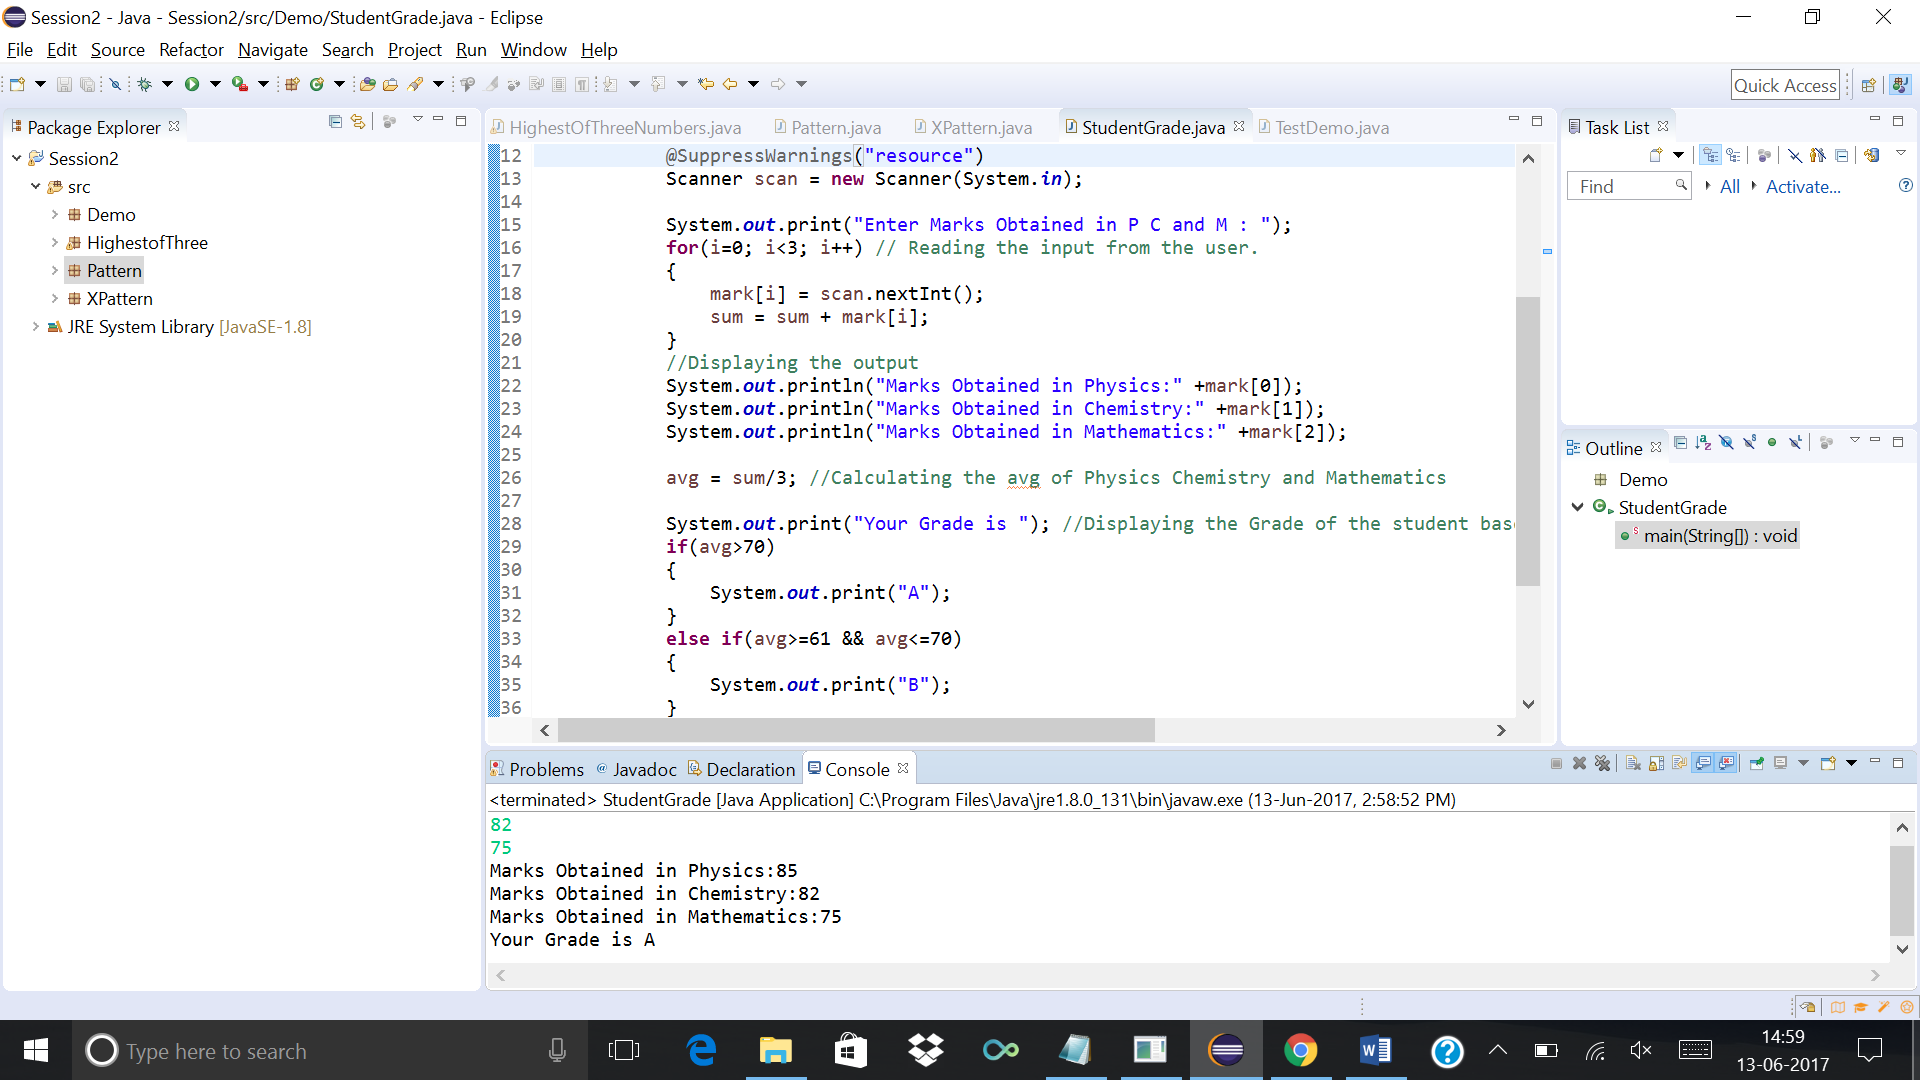 Session2 - Java - Session2/src/Demo/StudentGrade.java - Eclipse
File Edit Source Refactor Navigate Search Project Run Window Help
Quick Access
Package Explorer
Session2
src
Demo
HighestofThree
Pattern
XPattern
JRE System Library [JavaSE-1.8]
HighestOfThreeNumbers.java Pattern.java XPattern.java StudentGrade.java TestDemo.java
12 @SuppressWarnings("resource")
13 Scanner scan = new Scanner(System.in);
14
15 System.out.print("Enter Marks Obtained in P C and M : ");
16 for(i=0; i<3; i++) // Reading the input from the user.
17 {
18 mark[i] = scan.nextInt();
19 sum = sum + mark[i];
20 }
21 //Displaying the output
22 System.out.println("Marks Obtained in Physics:" +mark[0]);
23 System.out.println("Marks Obtained in Chemistry:" +mark[1]);
24 System.out.println("Marks Obtained in Mathematics:" +mark[2]);
25
26 avg = sum/3; //Calculating the avg of Physics Chemistry and Mathematics
27
28 System.out.print("Your Grade is "); //Displaying the Grade of the student bas
29 if(avg>70)
30 {
31 System.out.print("A");
32 }
33 else if(avg>=61 && avg<=70)
34 {
35 System.out.print("B");
36 }
Task List
Find All Activate...
Outline
Demo
StudentGrade
main(String[]) : void
Problems @ Javadoc Declaration Console
<terminated> StudentGrade [Java Application] C:\Program Files\Java\jre1.8.0_131\bin\javaw.exe (13-Jun-2017, 2:58:52 PM)
82
75
Marks Obtained in Physics:85
Marks Obtained in Chemistry:82
Marks Obtained in Mathematics:75
Your Grade is A
Type here to search
14:59
13-06-2017